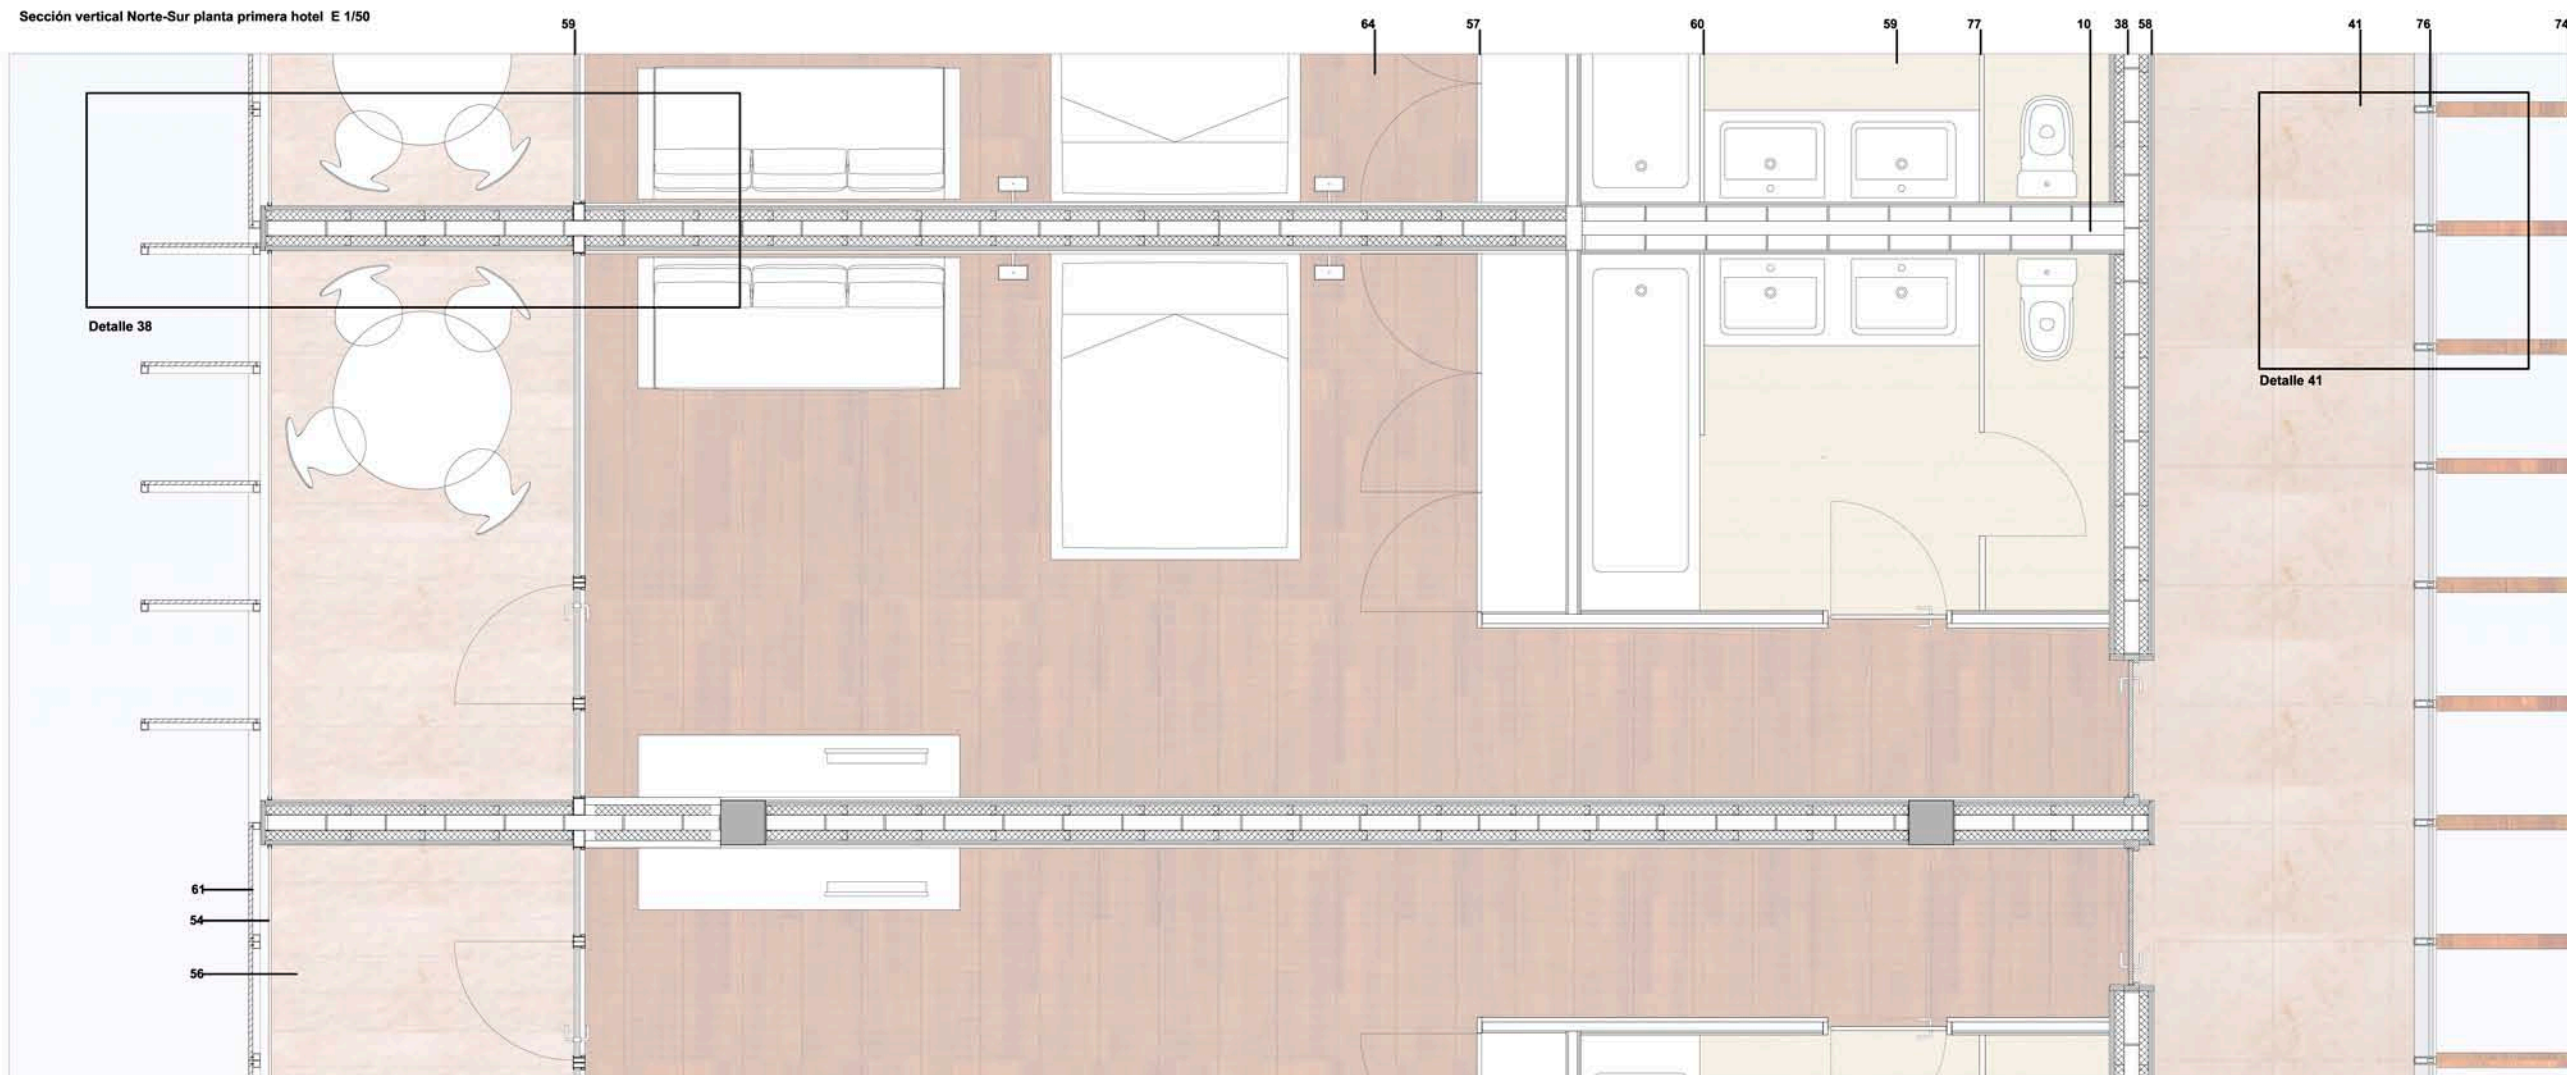 Sección vertical Norte-Sur planta primera hotel E 1/50
59 64 57 60 59 77 10 38 58 41 76 74
Detalle 38
Detalle 41
61
54
56